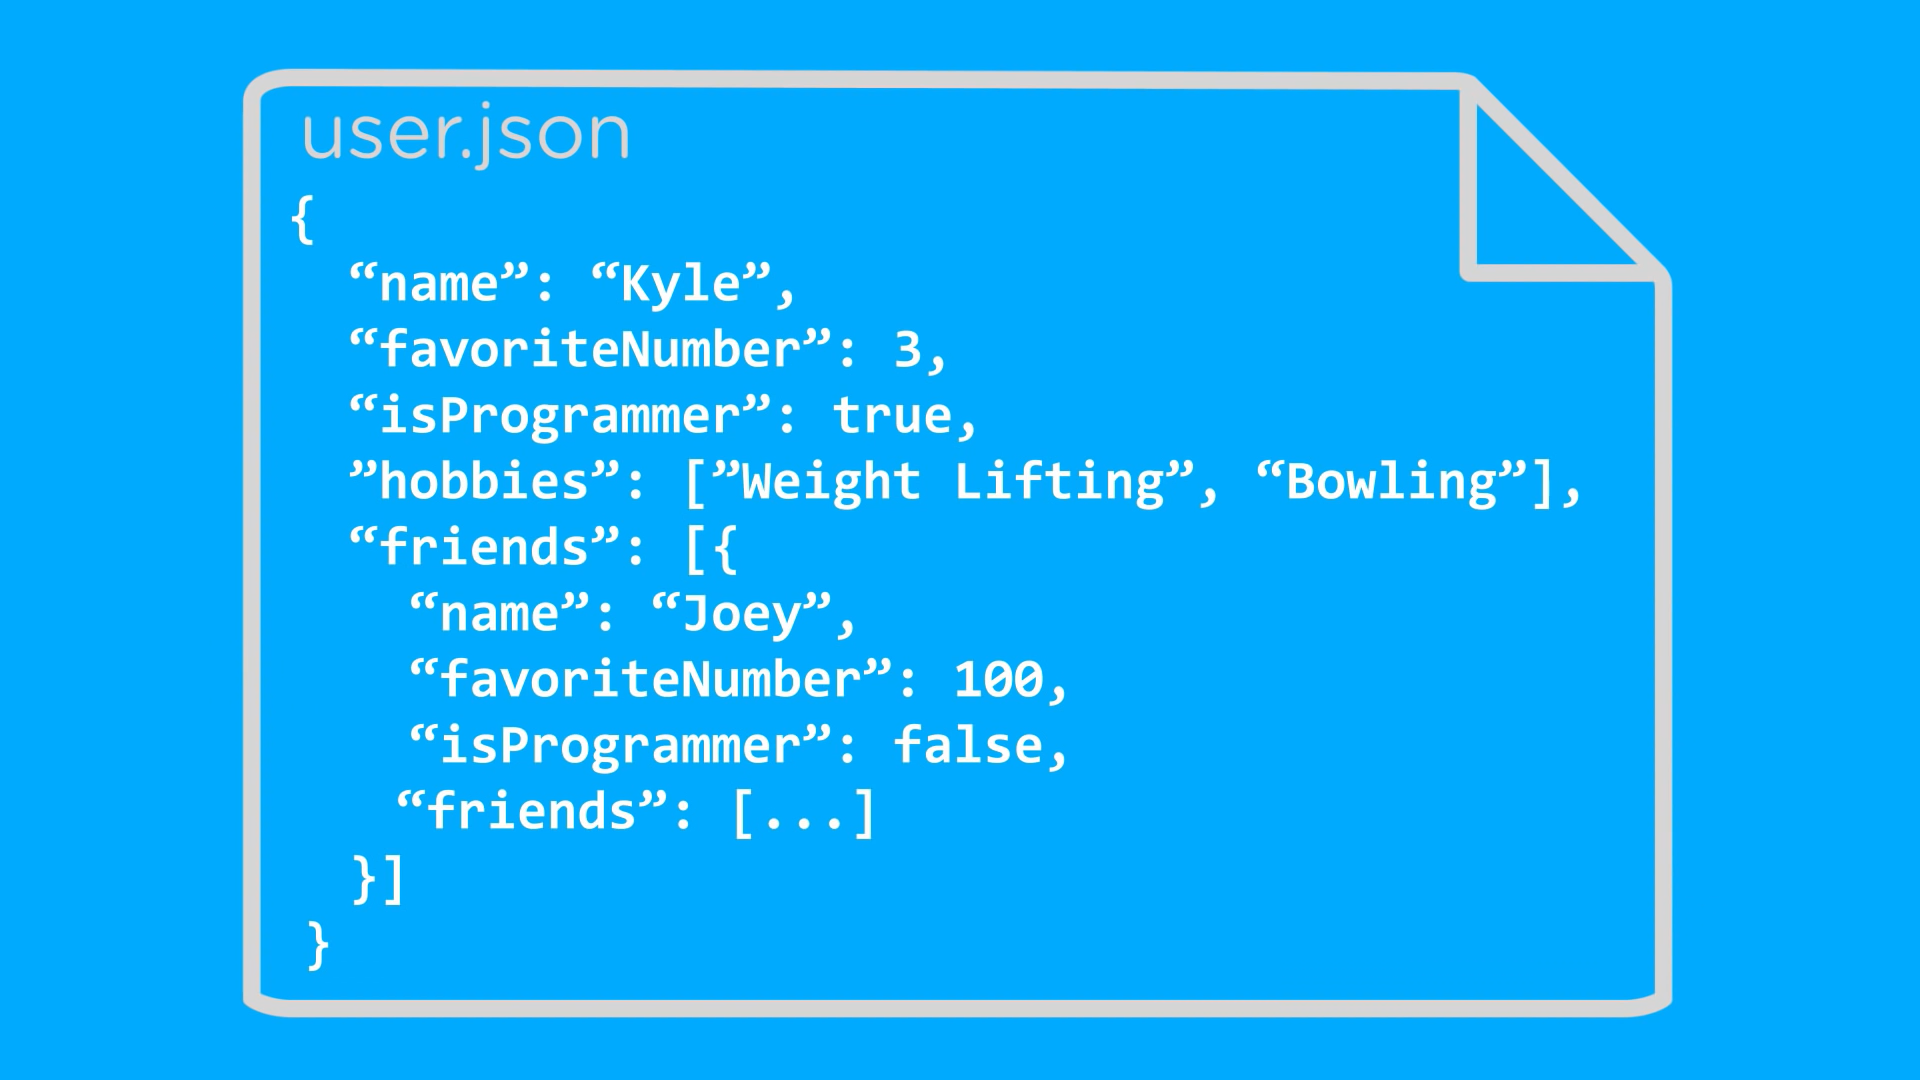 user.json
{
“name”: “Kyle”,
“favoriteNumber”: 3,
“isProgrammer”: true,
”hobbies”: [”Weight Lifting”, “Bowling”],
“friends”: [{
“name”: “Joey”,
“favoriteNumber”: 100,
“isProgrammer”: false,
“friends”: [...]
}]
}